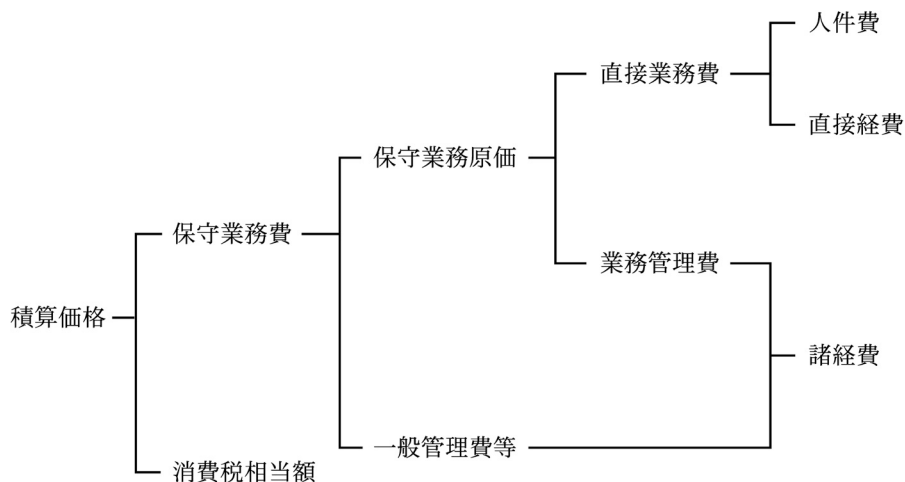 人件費
直接業務費
直接経費
保守業務原価
保守業務費
業務管理費
積算価格
諸経費
一般管理費等
消費税相当額